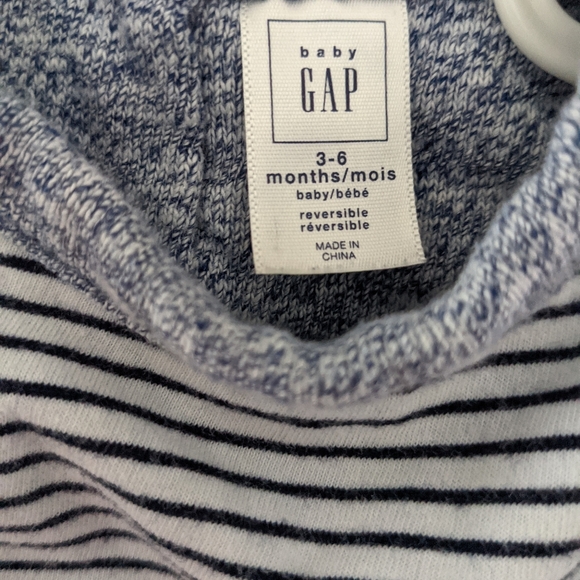 baby
GAP
3-6
months/mois
baby/bébé
reversible
réversible
MADE IN
CHINA